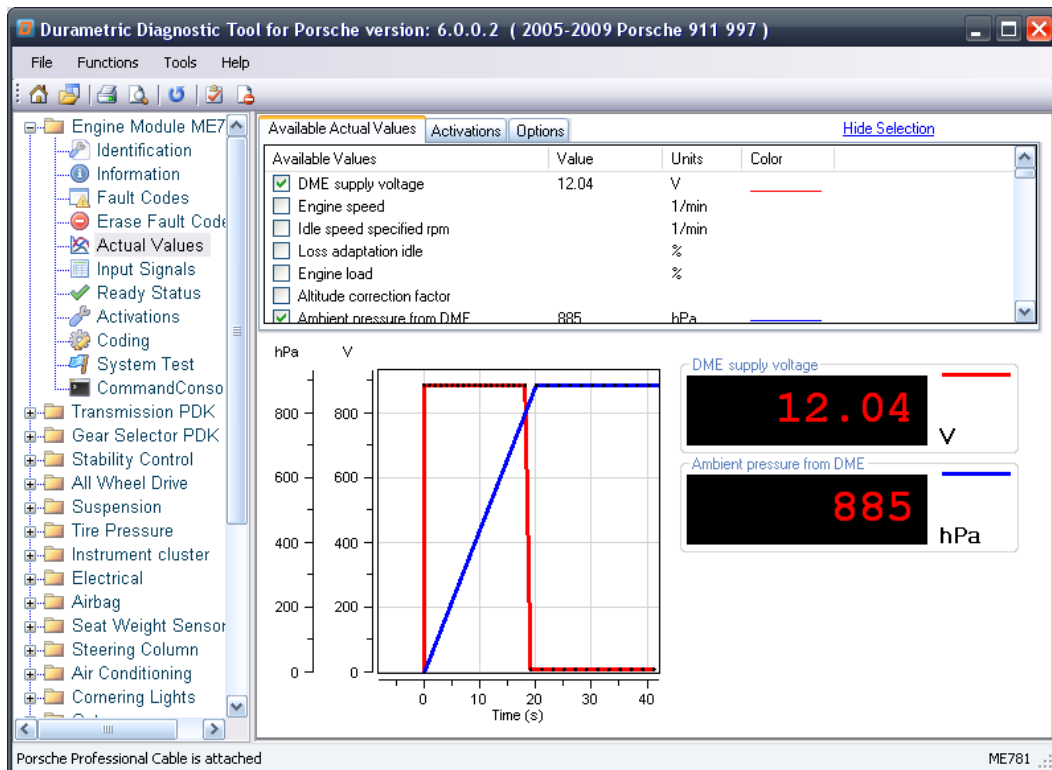 Durametric Diagnostic Tool for Porsche version: 6.0.0.2 ( 2005-2009 Porsche 911 997 )
File Functions Tools Help
Engine Module ME7
Identification
Information
Fault Codes
Erase Fault Code
Actual Values
Input Signals
Ready Status
Activations
Coding
System Test
CommandConso
Transmission PDK
Gear Selector PDK
Stability Control
All Wheel Drive
Suspension
Tire Pressure
Instrument cluster
Electrical
Airbag
Seat Weight Sensor
Steering Column
Air Conditioning
Cornering Lights
Available Actual Values Activations Options Hide Selection
Available Values Value Units Color
DME supply voltage 12.04 V
Engine speed 1/min
Idle speed specified rpm 1/min
Loss adaptation idle %
Engine load %
Altitude correction factor
Ambient pressure from DME 885 hPa
hPa V
800 800
600 600
400 400
200 200
0 0
0 10 20 30 40
Time (s)
DME supply voltage
12.04 V
Ambient pressure from DME
885 hPa
Porsche Professional Cable is attached ME781